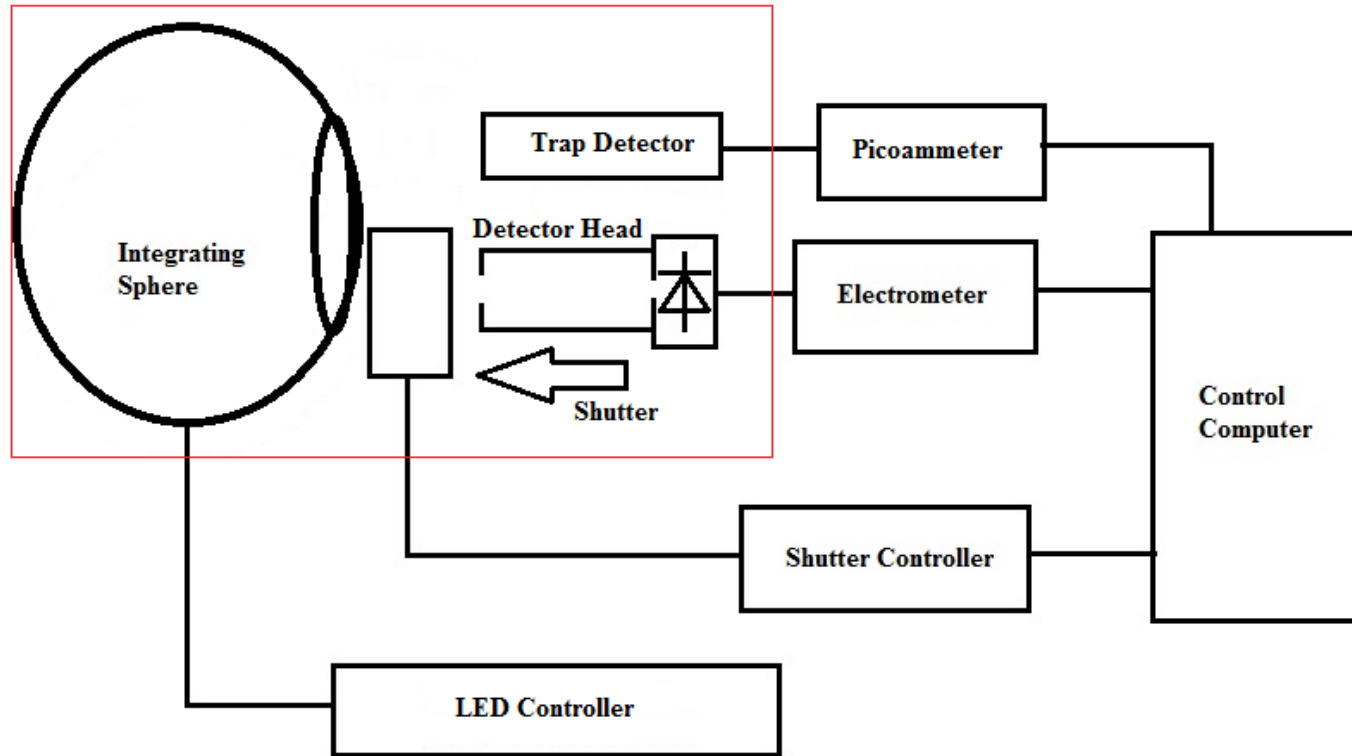 Trap Detector
Picoammeter
Detector Head
Integrating
Sphere
Electrometer
Shutter
Control
Computer
Shutter Controller
LED Controller